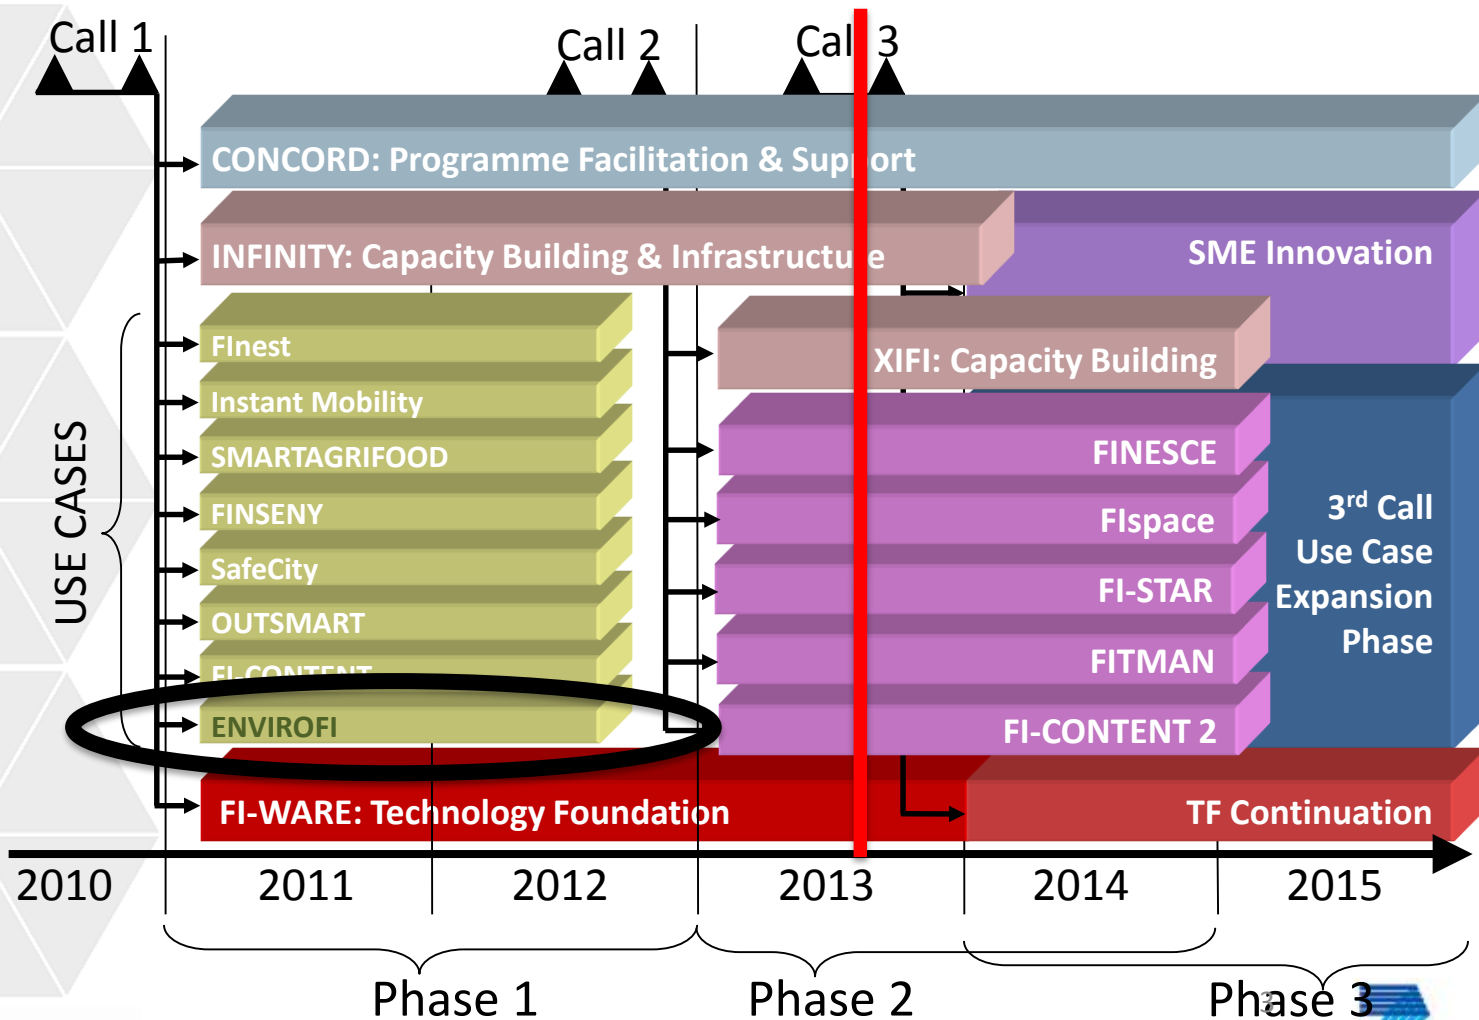 Call 1
Call 2
Call 3
CONCORD: Programme Facilitation & Support
INFINITY: Capacity Building & Infrastructure
SME Innovation
USE CASES
FInest
Instant Mobility
SMARTAGRIFOOD
FINSENY
SafeCity
OUTSMART
FI-CONTENT
ENVIROFI
XIFI: Capacity Building
FINESCE
FIspace
FI-STAR
FITMAN
FI-CONTENT 2
3rd Call
Use Case
Expansion
Phase
FI-WARE: Technology Foundation
TF Continuation
2010 2011 2012 2013 2014 2015
Phase 1 Phase 2 Phase 3
3